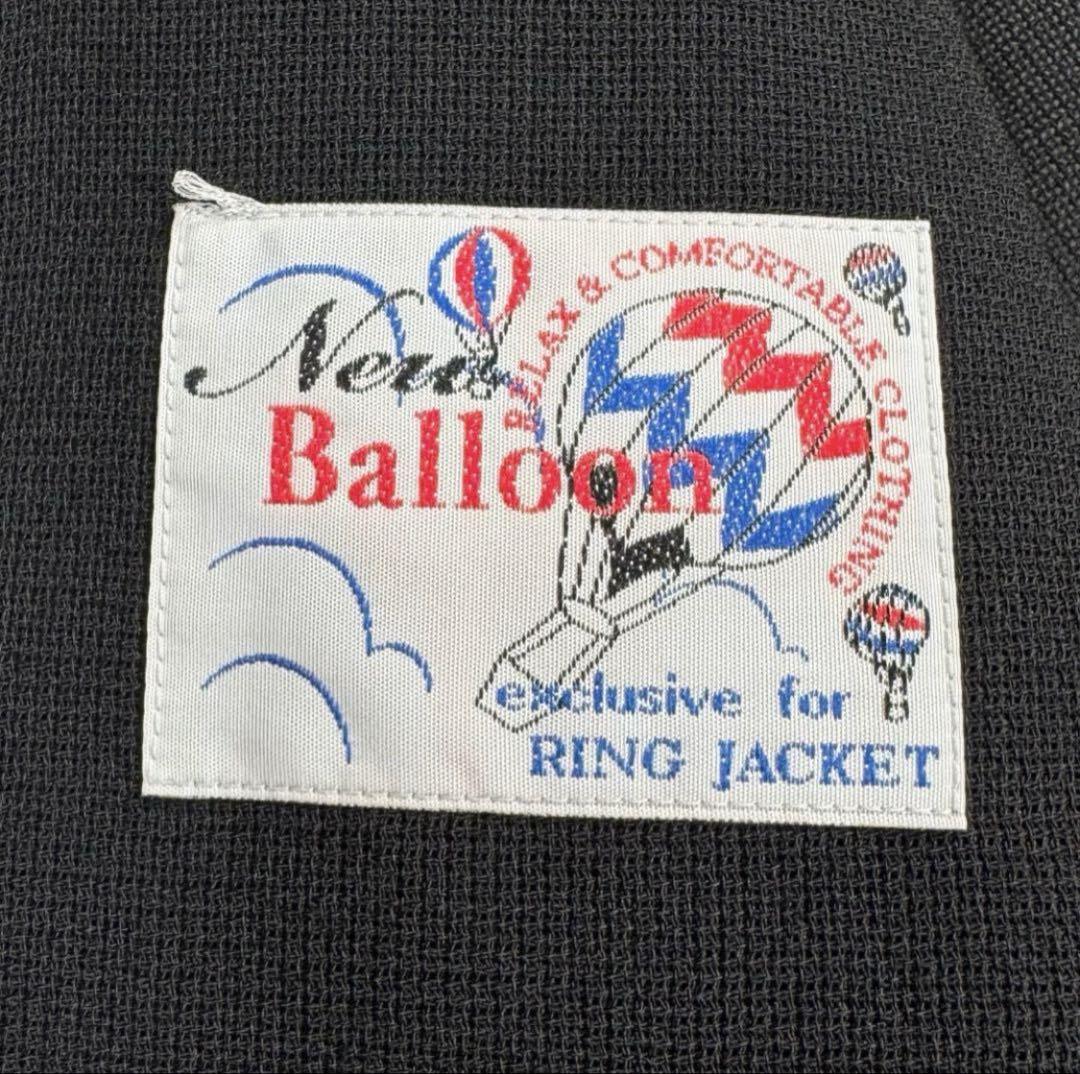 New
Balloon
RELAX & COMFORTABLE CLOTHING
exclusive for
RING JACKET